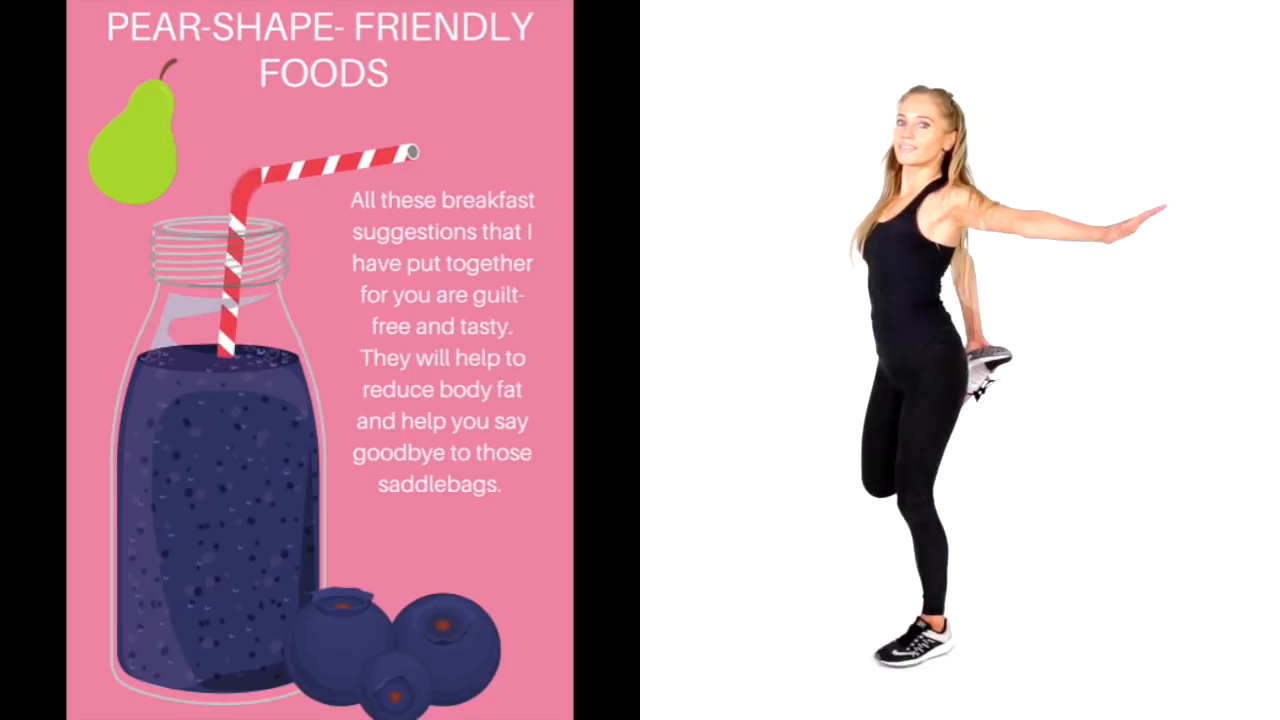 PEAR-SHAPE- FRIENDLY
FOODS
All these breakfast
suggestions that I
have put together
for you are guilt-
free and tasty.
They will help to
reduce body fat
and help you say
goodbye to those
saddlebags.